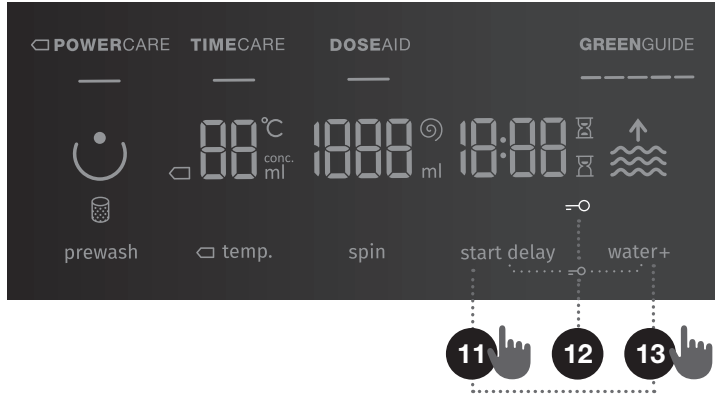 POWERCARE TIMECARE DOSEAID GREENGUIDE
88 °C conc. ml 1888 ml 18:88
prewash temp. spin start delay water+
11 12 13